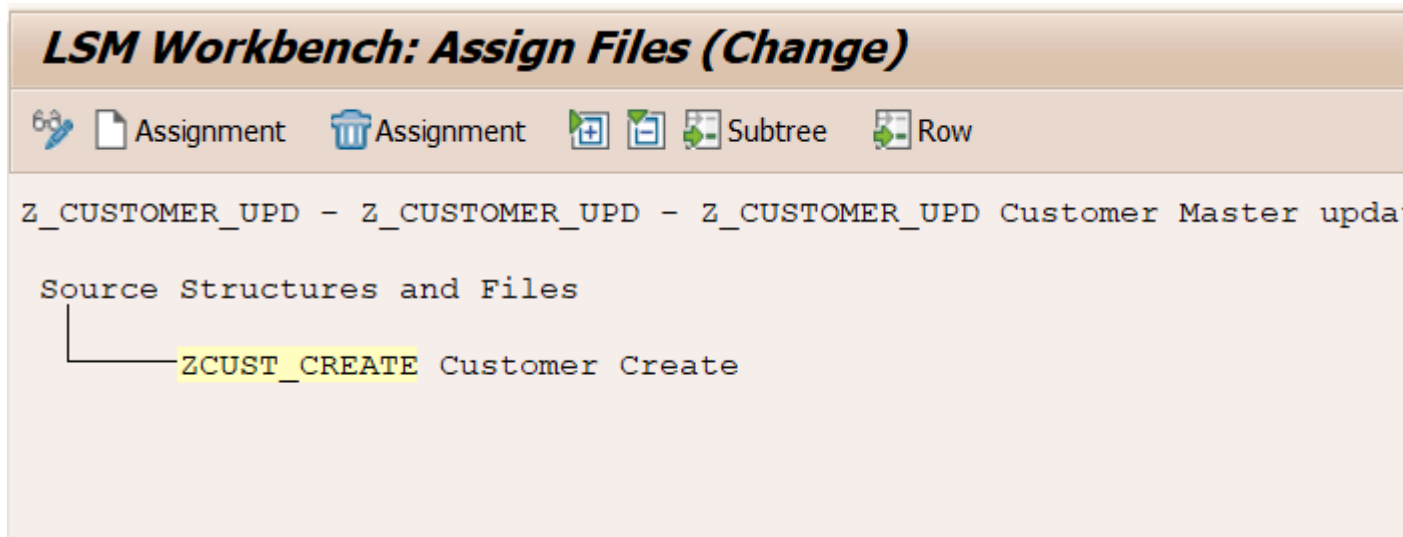 LSM Workbench: Assign Files (Change)
Assignment Assignment Subtree Row
Z_CUSTOMER_UPD - Z_CUSTOMER_UPD - Z_CUSTOMER_UPD Customer Master
Source Structures and Files
ZCUST_CREATE Customer Create